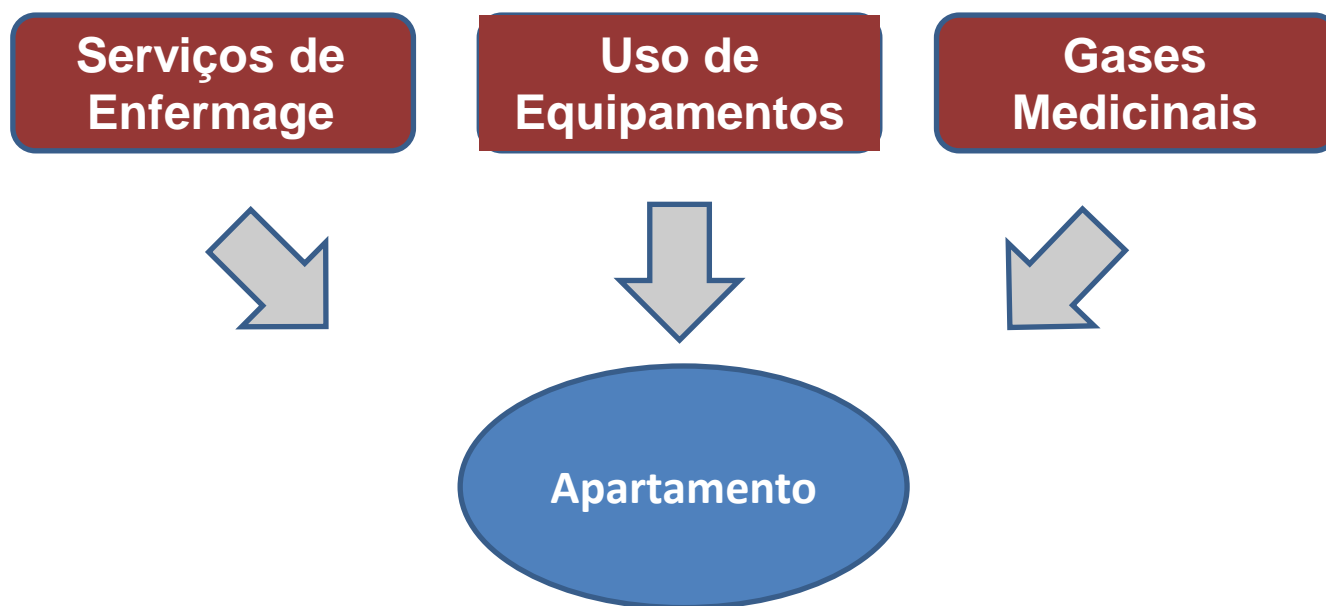 Serviços de
Enfermage
Uso de
Equipamentos
Gases
Medicinais
Apartamento